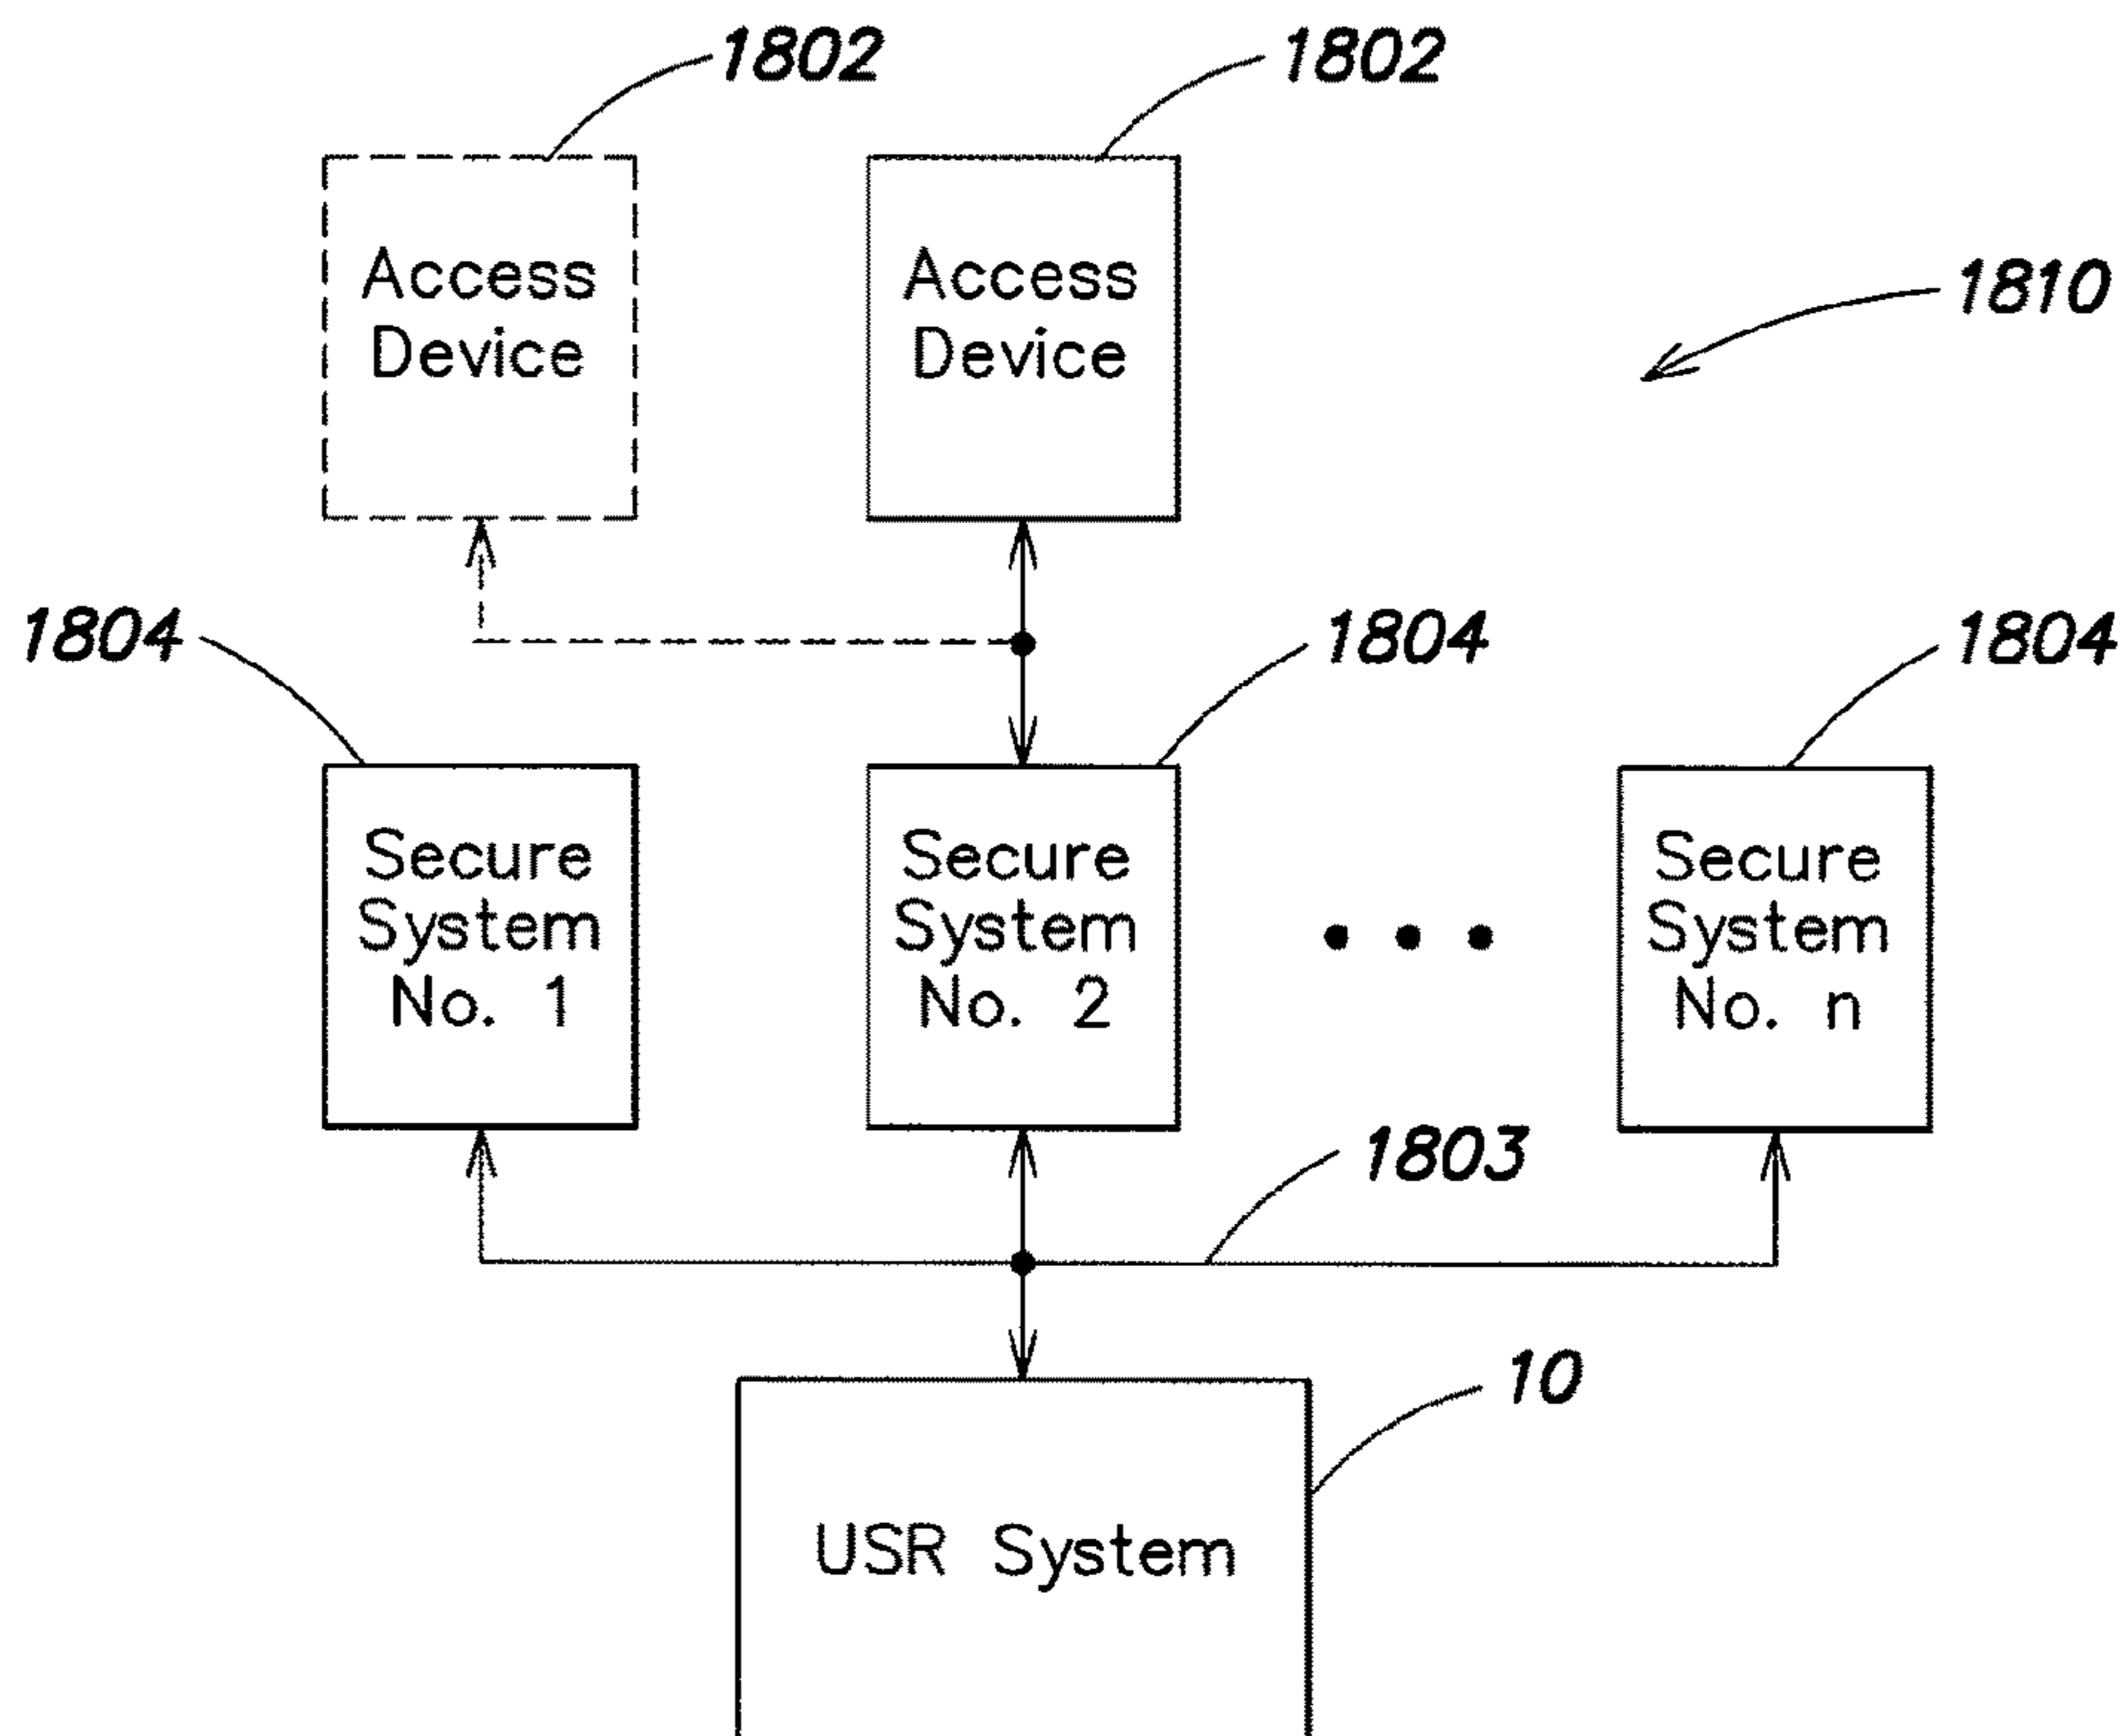 1802
1802
Access
Device
Access
Device
1810
1804
1804
1804
Secure
System
No. 1
Secure
System
No. 2
Secure
System
No. n
1803
10
USR System